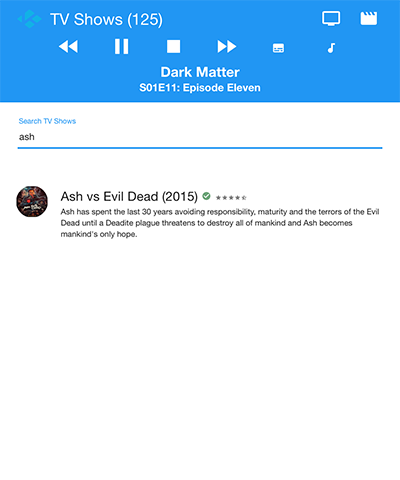 TV Shows (125)
Dark Matter
S01E11: Episode Eleven
Search TV Shows
ash
Ash vs Evil Dead (2015)
Ash has spent the last 30 years avoiding responsibility, maturity and the terrors of the Evil
Dead until a Deadite plague threatens to destroy all of mankind and Ash becomes
mankind's only hope.